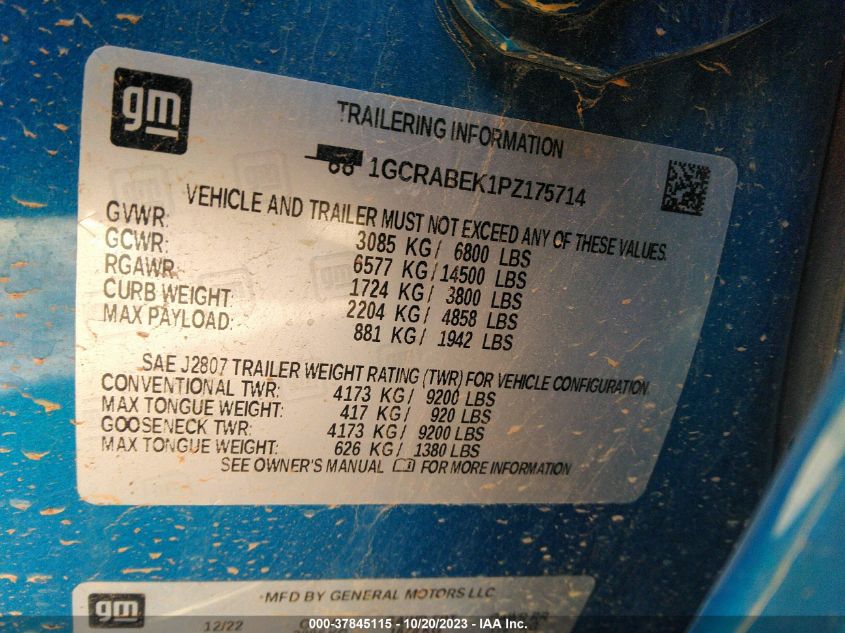 gm
TRAILERING INFORMATION
1GCRABEK1PZ175714
VEHICLE AND TRAILER MUST NOT EXCEED ANY OF THESE VALUES.
GVWR: 3085 KG/ 6800 LBS
GCWR: 6577 KG/ 14500 LBS
RGAWR: 1724 KG/ 3800 LBS
CURB WEIGHT: 2204 KG/ 4858 LBS
MAX PAYLOAD: 881 KG/ 1942 LBS
SAE J2807 TRAILER WEIGHT RATING (TWR) FOR VEHICLE CONFIGURATION
CONVENTIONAL TWR: 4173 KG/ 9200 LBS
MAX TONGUE WEIGHT: 417 KG/ 920 LBS
GOOSENECK TWR: 4173 KG/ 9200 LBS
MAX TONGUE WEIGHT: 626 KG/ 1380 LBS
SEE OWNER'S MANUAL FOR MORE INFORMATION
gm
MFD BY GENERAL MOTORS LLC
12/22
000-37845115 - 10/20/2023 - IAA Inc.